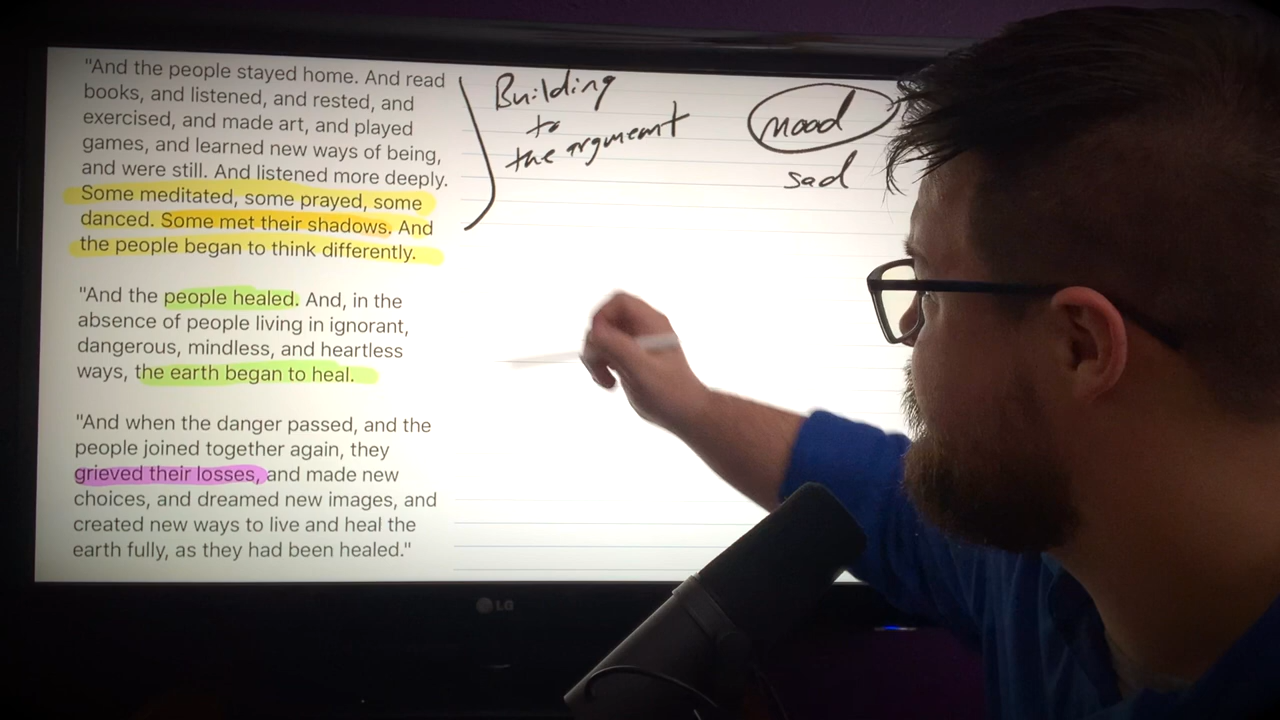 "And the people stayed home. And read
books, and listened, and rested, and
exercised, and made art, and played
games, and learned new ways of being,
and were still. And listened more deeply.
Some meditated, some prayed, some
danced. Some met their shadows. And
the people began to think differently.
"And the people healed. And, in the
absence of people living in ignorant,
dangerous, mindless, and heartless
ways, the earth began to heal.
"And when the danger passed, and the
people joined together again, they
grieved their losses, and made new
choices, and dreamed new images, and
created new ways to live and heal the
earth fully, as they had been healed."
Building
to
the argument
mood
sad
LG